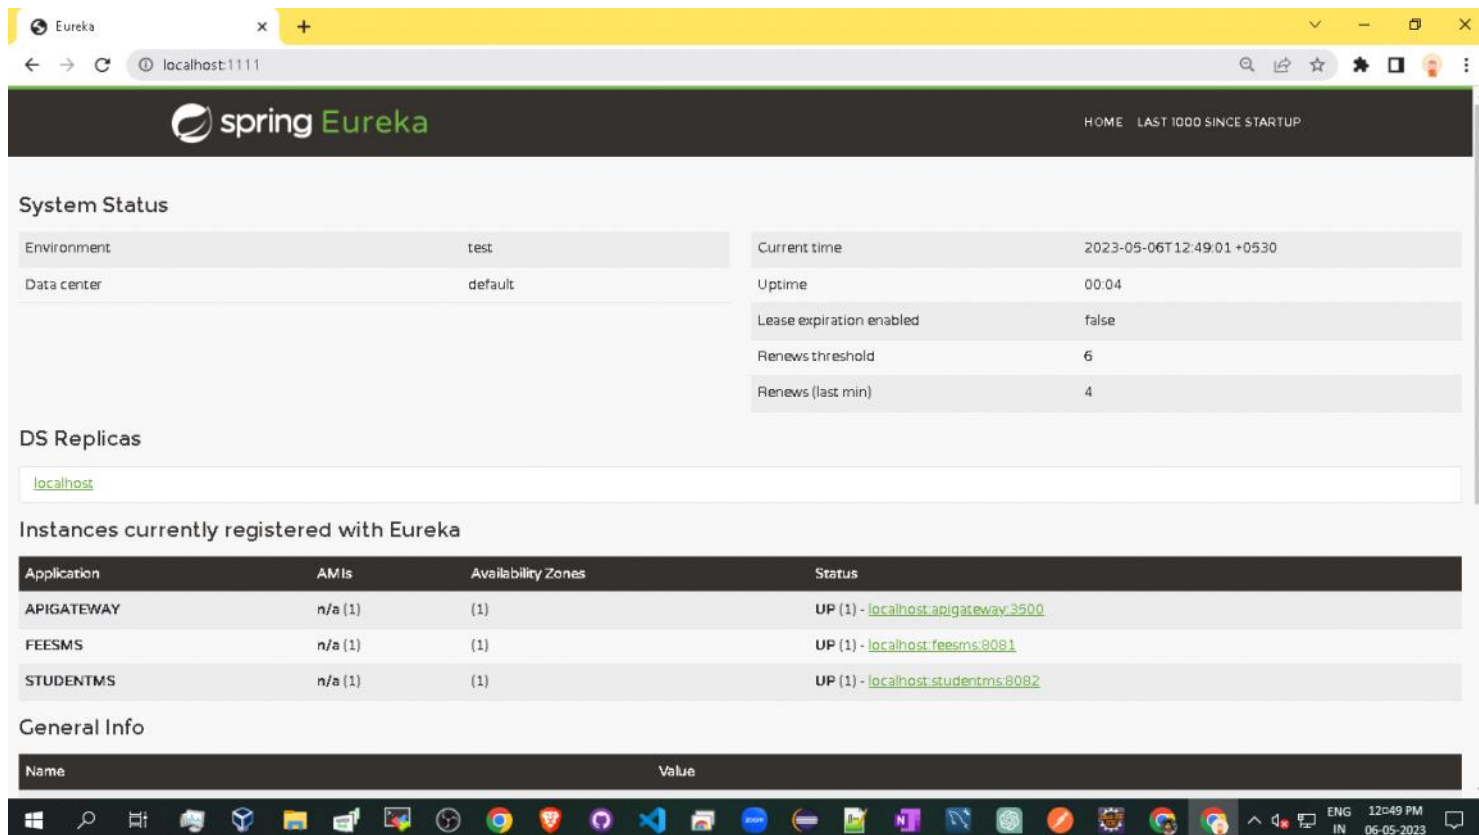 Eureka
localhost:1111
spring Eureka
HOME LAST 1000 SINCE STARTUP
System Status
Environment test
Data center default
Current time 2023-05-06T12:49:01 +0530
Uptime 00:04
Lease expiration enabled false
Renews threshold 6
Renews (last min) 4
DS Replicas
localhost
Instances currently registered with Eureka
Application AMIs Availability Zones Status
APIGATEWAY n/a (1) (1) UP (1) - localhost:apigateway:3500
FEESMS n/a (1) (1) UP (1) - localhost:feesms:8081
STUDENTMS n/a (1) (1) UP (1) - localhost:studentms:8082
General Info
Name Value
zoom
N
ENG 12:49 PM
IN 06-05-2023